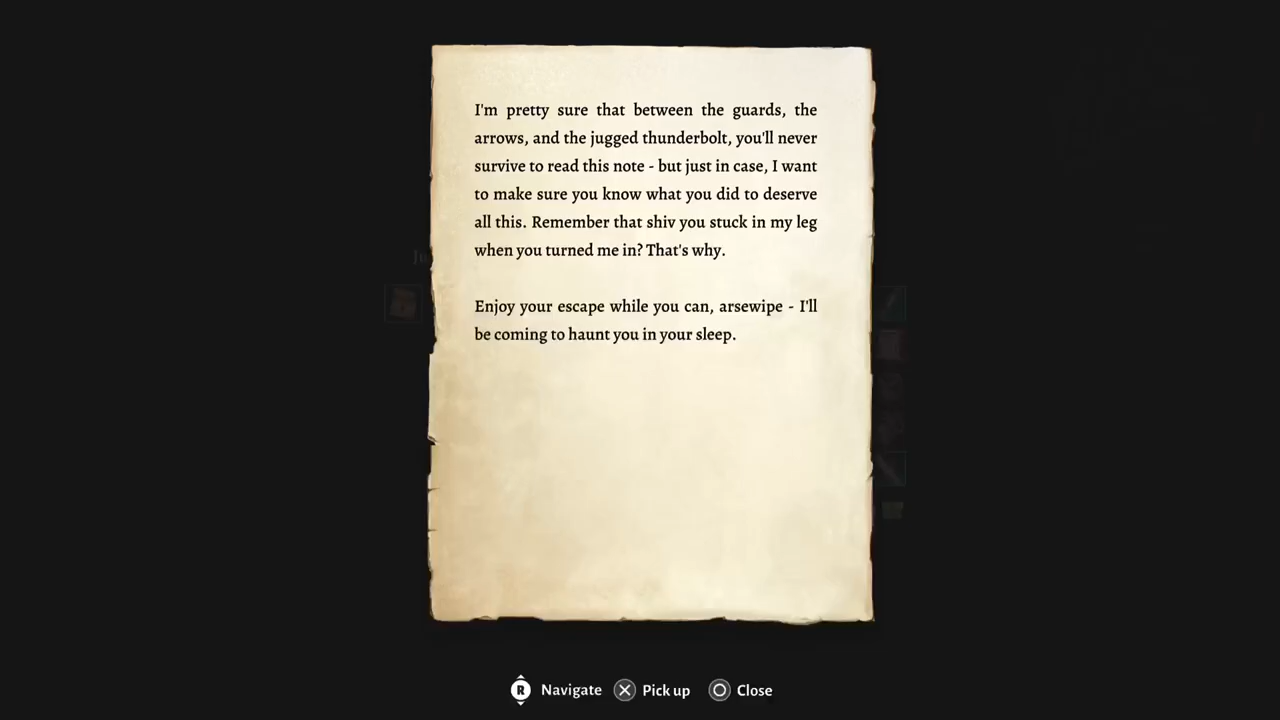 I'm pretty sure that between the guards, the
arrows, and the jugged thunderbolt, you'll never
survive to read this note - but just in case, I want
to make sure you know what you did to deserve
all this. Remember that shiv you stuck in my leg
when you turned me in? That's why.
Enjoy your escape while you can, arsewipe - I'll
be coming to haunt you in your sleep.
R Navigate Pick up Close